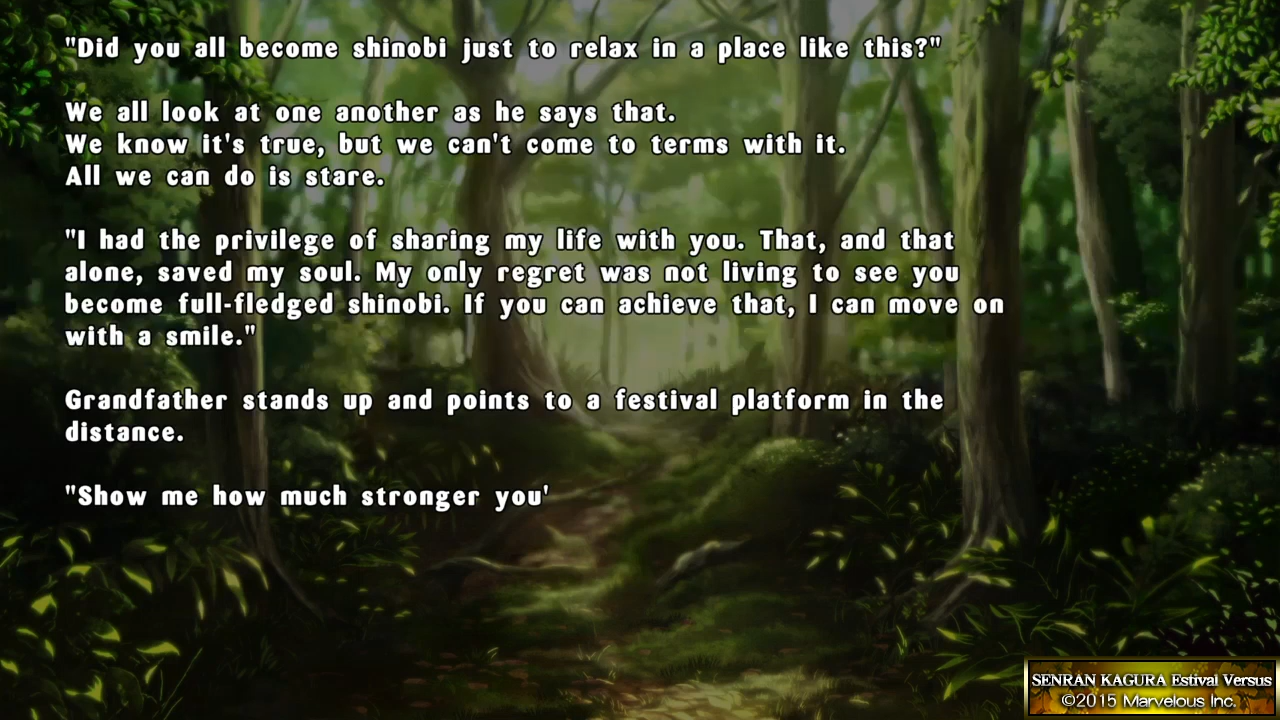 "Did you all become shinobi just to relax in a place like this?"
We all look at one another as he says that.
We know it's true, but we can't come to terms with it.
All we can do is stare.
"I had the privilege of sharing my life with you. That, and that
alone, saved my soul. My only regret was not living to see you
become full-fledged shinobi. If you can achieve that, I can move on
with a smile."
Grandfather stands up and points to a festival platform in the
distance.
"Show me how much stronger you'
SENRAN KAGURA Estival Versus
©2015 Marvelous Inc.